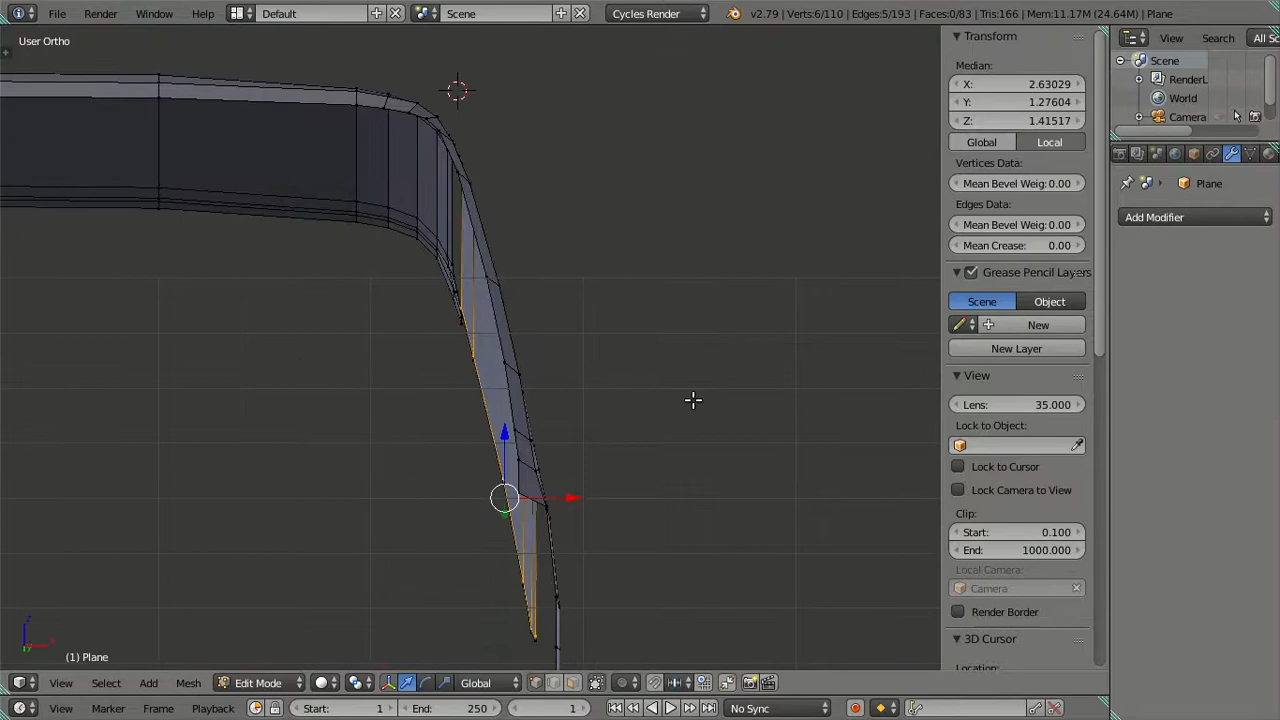 File Render Window Help Default Scene Cycles Render v2.79 | Verts:6/110 | Edges:5/193 | Faces:0/83 | Tris:166 | Mem:11.17M (24.64M) | Plane
User Ortho
Transform
Median:
X: 2.63029
Y: 1.27604
Z: 1.41517
Global Local
Vertices Data:
Mean Bevel Weig: 0.00
Edges Data:
Mean Bevel Weig: 0.00
Mean Crease: 0.00
Grease Pencil Layers
Scene Object
New
New Layer
View
Lens: 35.000
Lock to Object:
Lock to Cursor
Lock Camera to View
Clip:
Start: 0.100
End: 1000.000
Local Camera:
Camera
Render Border
3D Cursor
Location:
View Search All Sc
Scene
RenderL
World
Camera
Plane
Add Modifier
(1) Plane
View Select Add Mesh Edit Mode Global
View Marker Frame Playback Start: 1 End: 250 1 No Sync